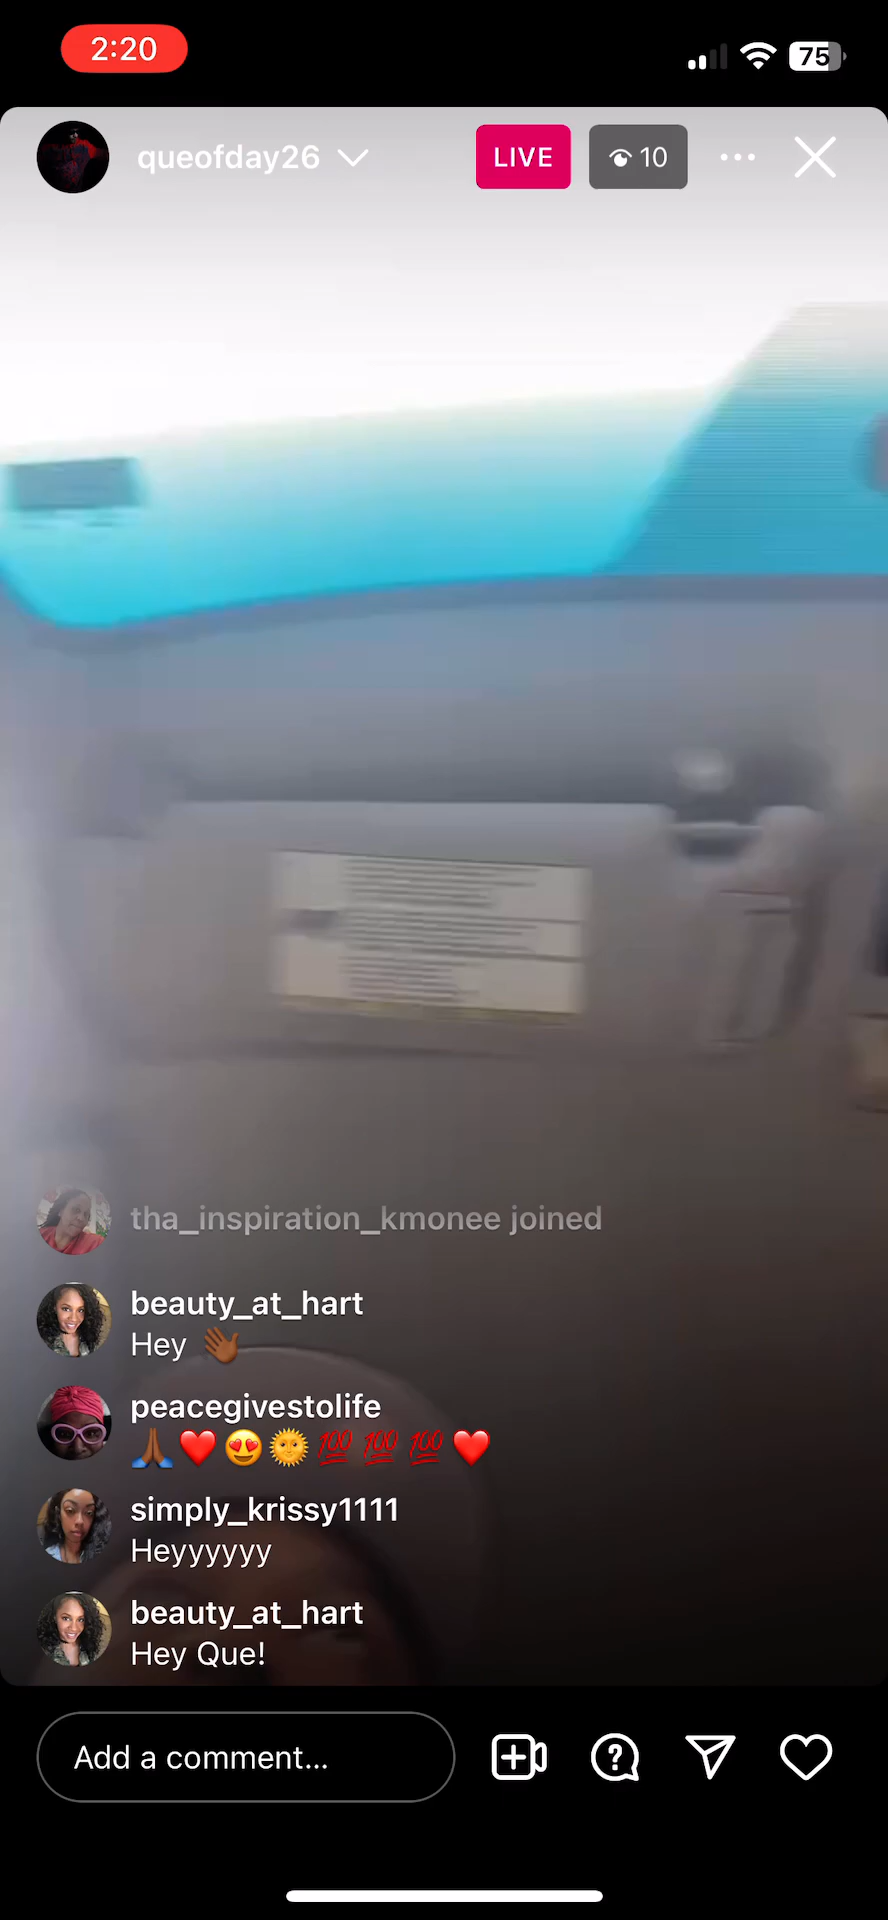 2:20
75
queofday26
LIVE
10
tha_inspiration_kmonee joined
beauty_at_hart
Hey 👋🏾
peacegivestolife
🙏🏾❤️😍🌞💯💯💯❤️
simply_krissy1111
Heyyyyyy
beauty_at_hart
Hey Que!
Add a comment...